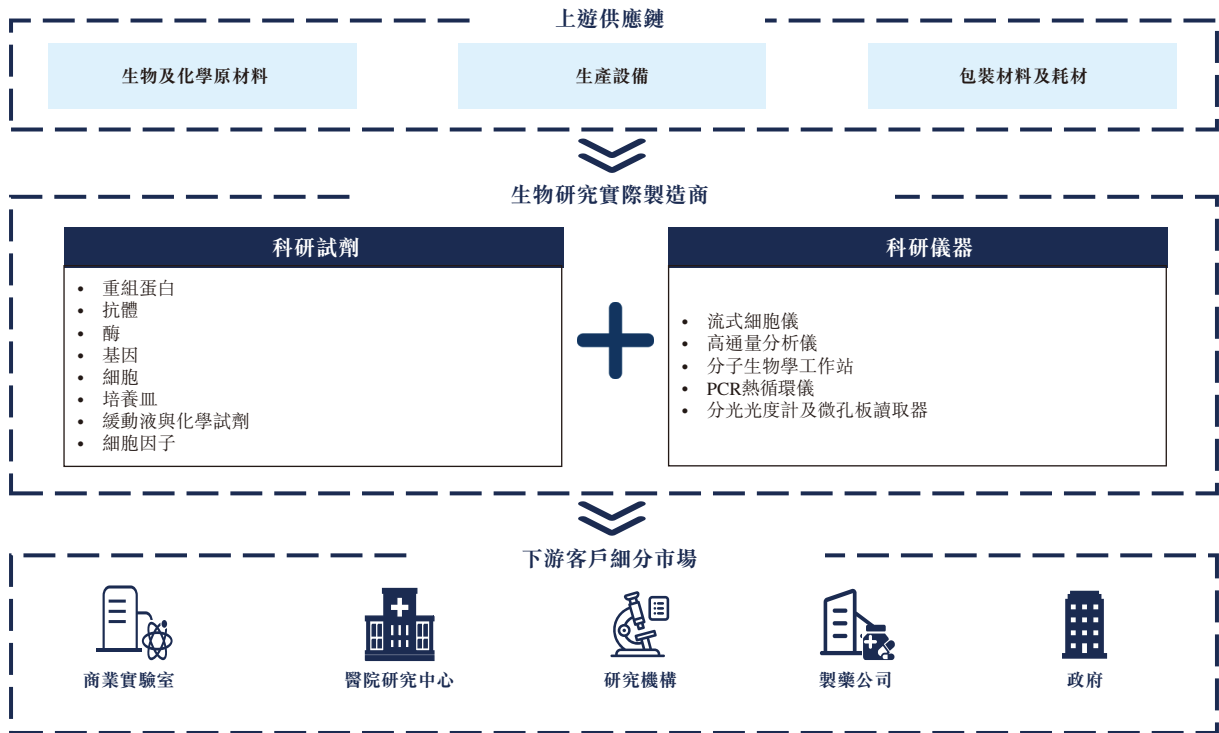 上遊供應鏈
生物及化學原材料
生產設備
包裝材料及耗材
生物研究實際製造商
科研試劑
• 重組蛋白
• 抗體
• 酶
• 基因
• 細胞
• 培養皿
• 緩動液與化學試劑
• 細胞因子
科研儀器
• 流式細胞儀
• 高通量分析儀
• 分子生物學工作站
• PCR熱循環儀
• 分光光度計及微孔板讀取器
下游客戶細分市場
商業實驗室
醫院研究中心
研究機構
製藥公司
政府